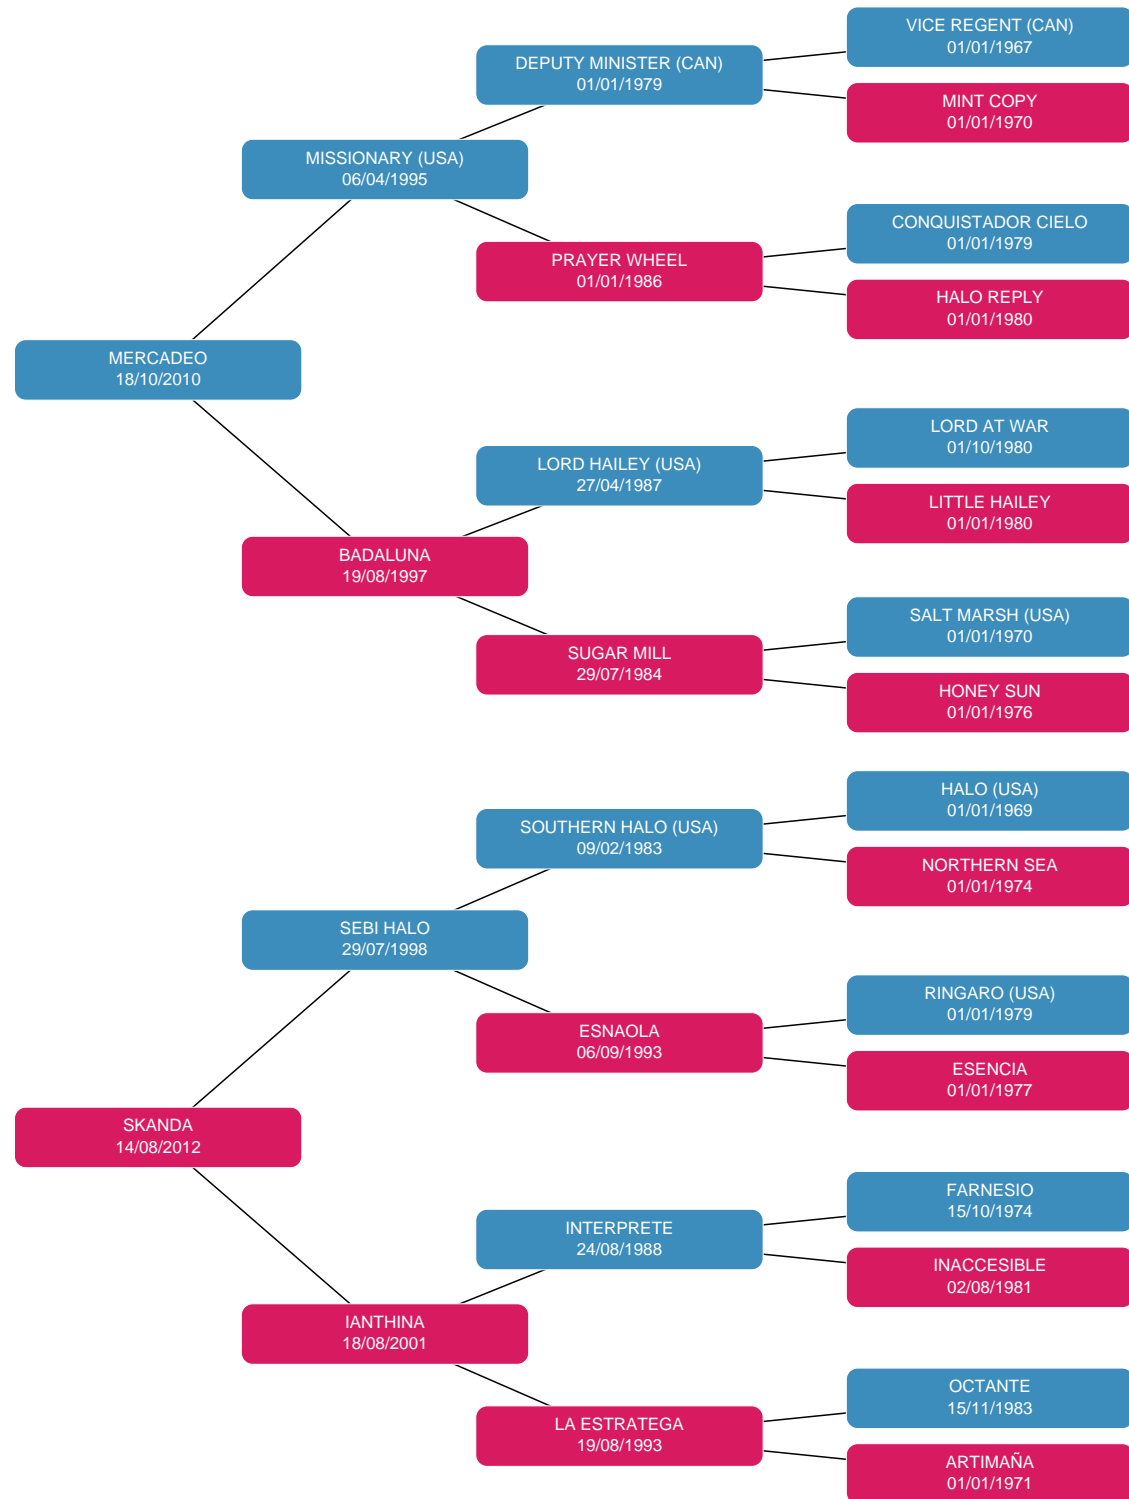 VICE REGENT (CAN)
01/01/1967
DEPUTY MINISTER (CAN)
01/01/1979
MINT COPY
01/01/1970
MISSIONARY (USA)
06/04/1995
CONQUISTADOR CIELO
01/01/1979
PRAYER WHEEL
01/01/1986
HALO REPLY
01/01/1980
MERCADEO
18/10/2010
LORD AT WAR
01/10/1980
LORD HAILEY (USA)
27/04/1987
LITTLE HAILEY
01/01/1980
BADALUNA
19/08/1997
SALT MARSH (USA)
01/01/1970
SUGAR MILL
29/07/1984
HONEY SUN
01/01/1976
HALO (USA)
01/01/1969
SOUTHERN HALO (USA)
09/02/1983
NORTHERN SEA
01/01/1974
SEBI HALO
29/07/1998
RINGARO (USA)
01/01/1979
ESNAOLA
06/09/1993
ESENCIA
01/01/1977
SKANDA
14/08/2012
FARNESIO
15/10/1974
INTERPRETE
24/08/1988
INACCESIBLE
02/08/1981
IANTHINA
18/08/2001
OCTANTE
15/11/1983
LA ESTRATEGA
19/08/1993
ARTIMAÑA
01/01/1971